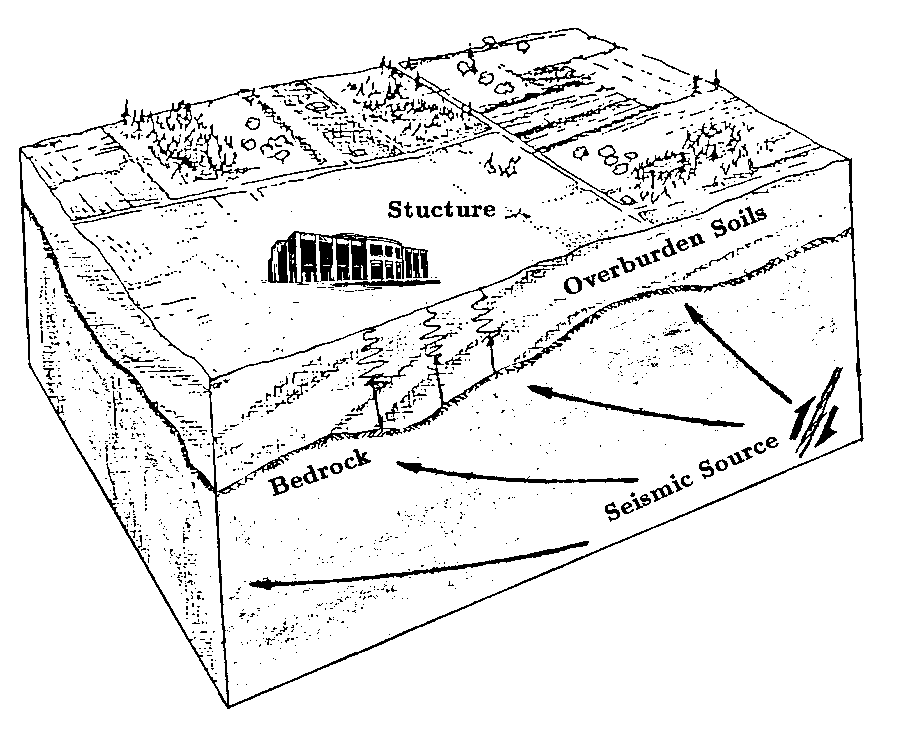 Stucture
Overburden Soils
Bedrock
Seismic Source